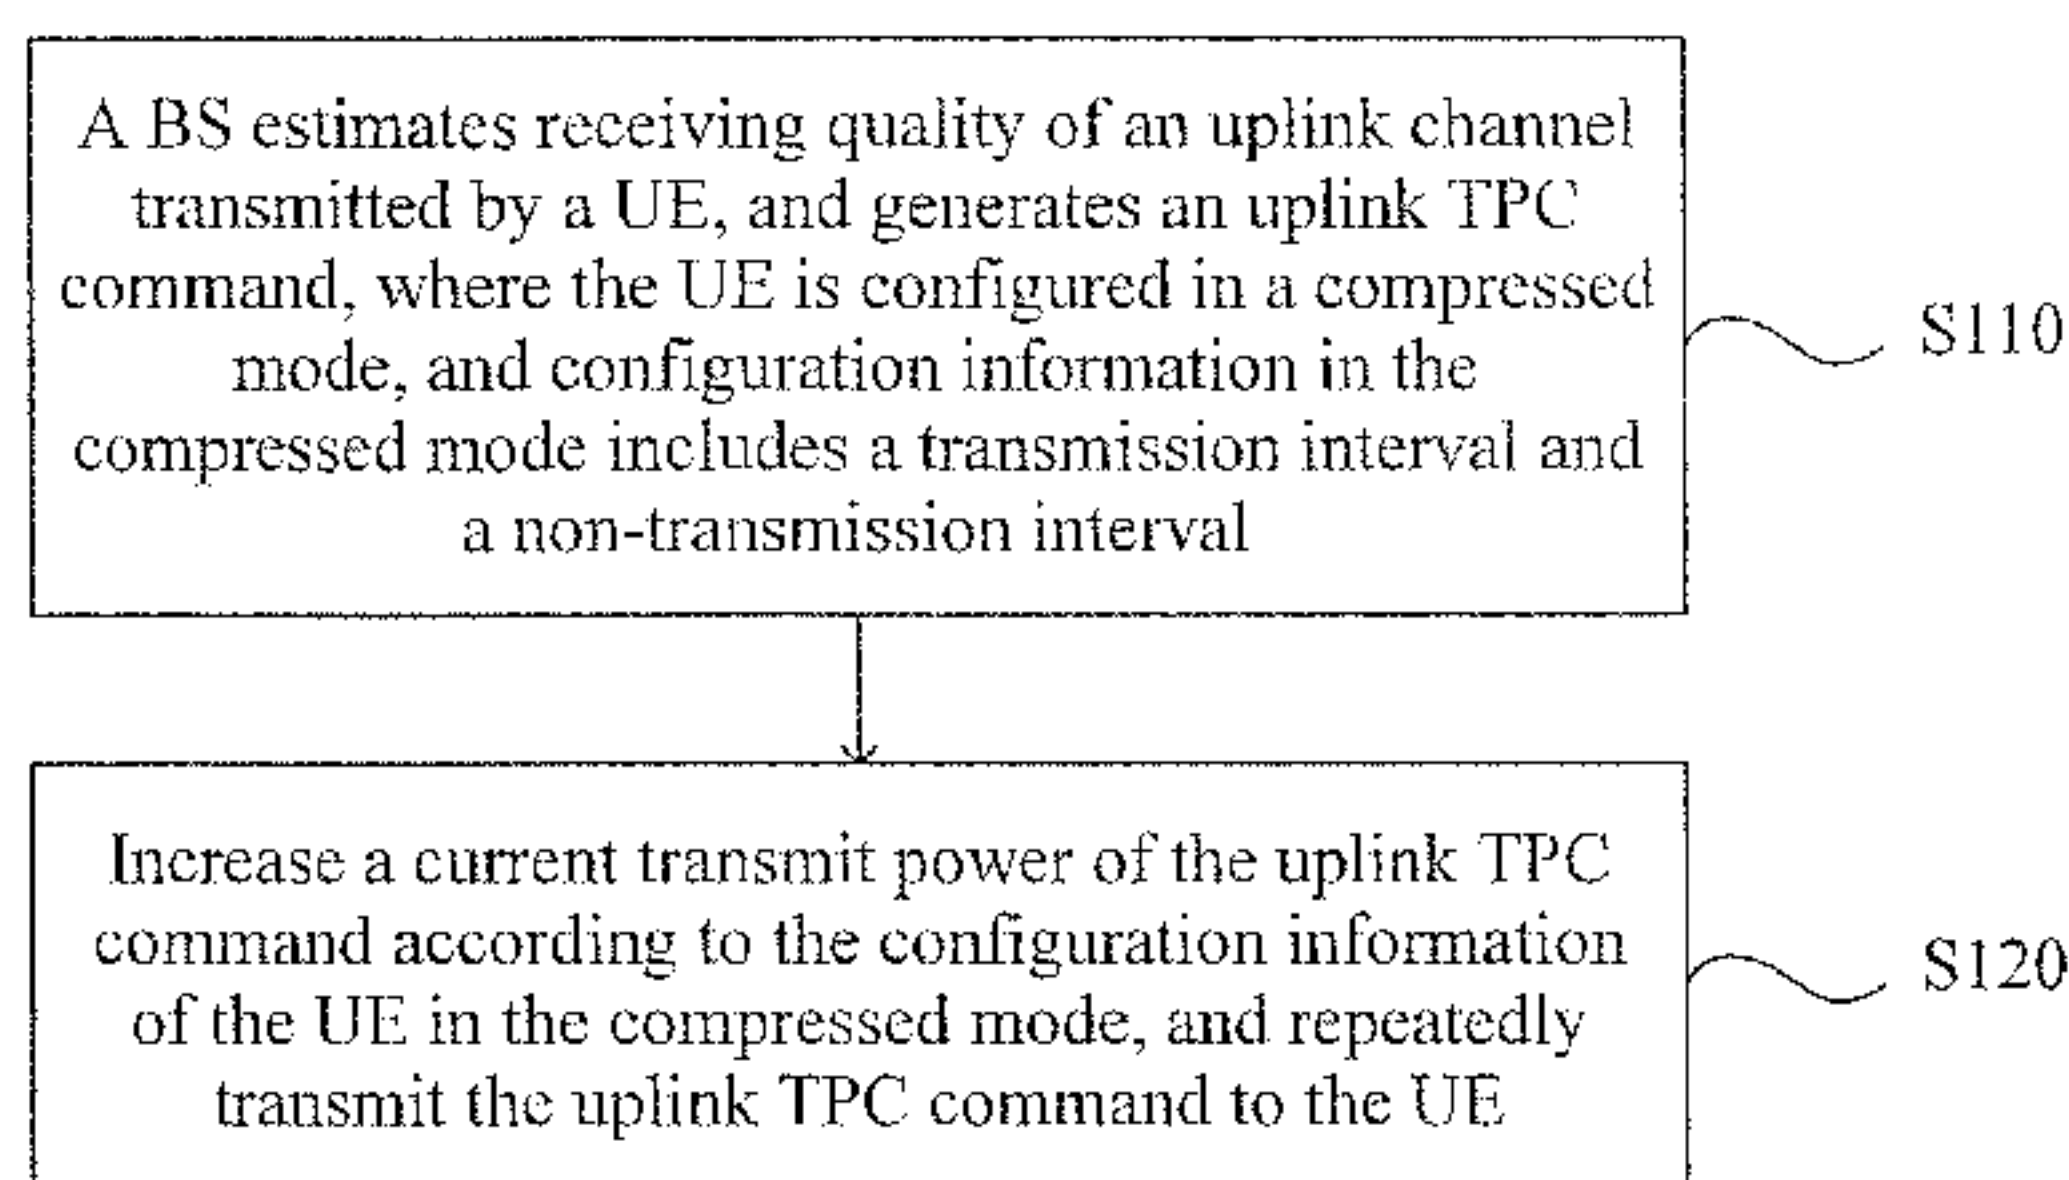 A BS estimates receiving quality of an uplink channel
transmitted by a UE, and generates an uplink TPC
command, where the UE is configured in a compressed
mode, and configuration information in the
compressed mode includes a transmission interval and
a non-transmission interval
S110
Increase a current transmit power of the uplink TPC
command according to the configuration information
of the UE in the compressed mode, and repeatedly
transmit the uplink TPC command to the UE
S120